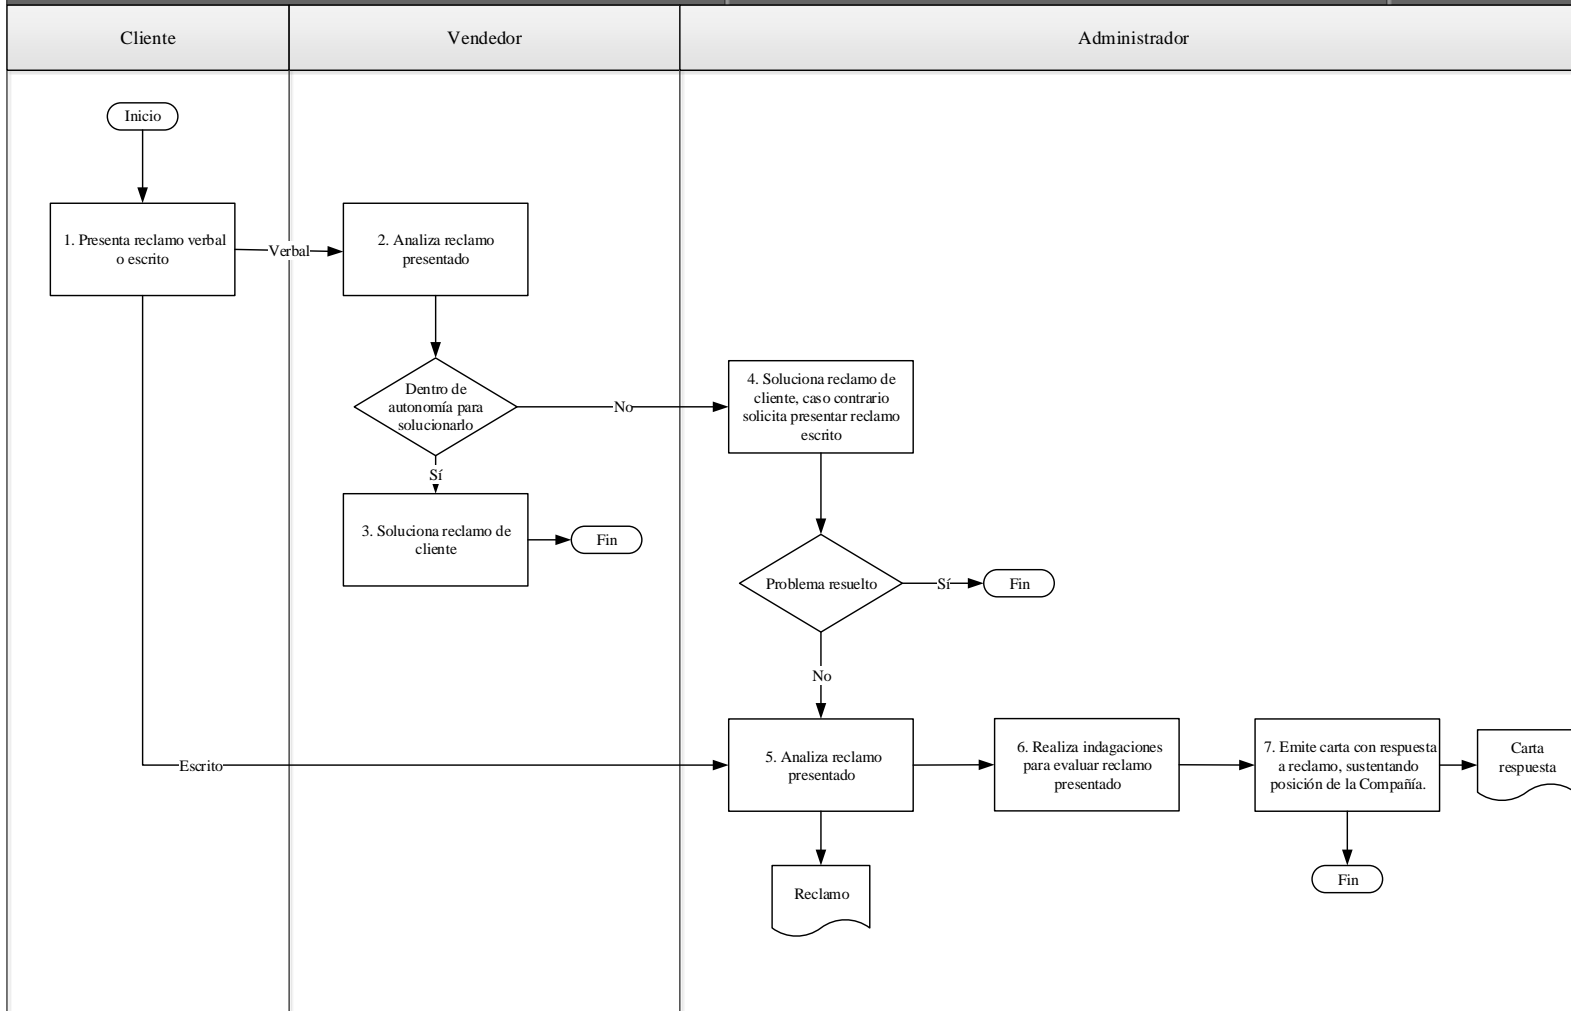 Cliente
Vendedor
Administrador
Inicio
1. Presenta reclamo verbal
o escrito
Verbal
2. Analiza reclamo
presentado
Dentro de
autonomía para
solucionarlo
No
4. Soluciona reclamo de
cliente, caso contrario
solicita presentar reclamo
escrito
Sí
3. Soluciona reclamo de
cliente
Fin
Problema resuelto
Sí
Fin
No
Escrito
5. Analiza reclamo
presentado
6. Realiza indagaciones
para evaluar reclamo
presentado
7. Emite carta con respuesta
a reclamo, sustentando
posición de la Compañía.
Carta
respuesta
Reclamo
Fin